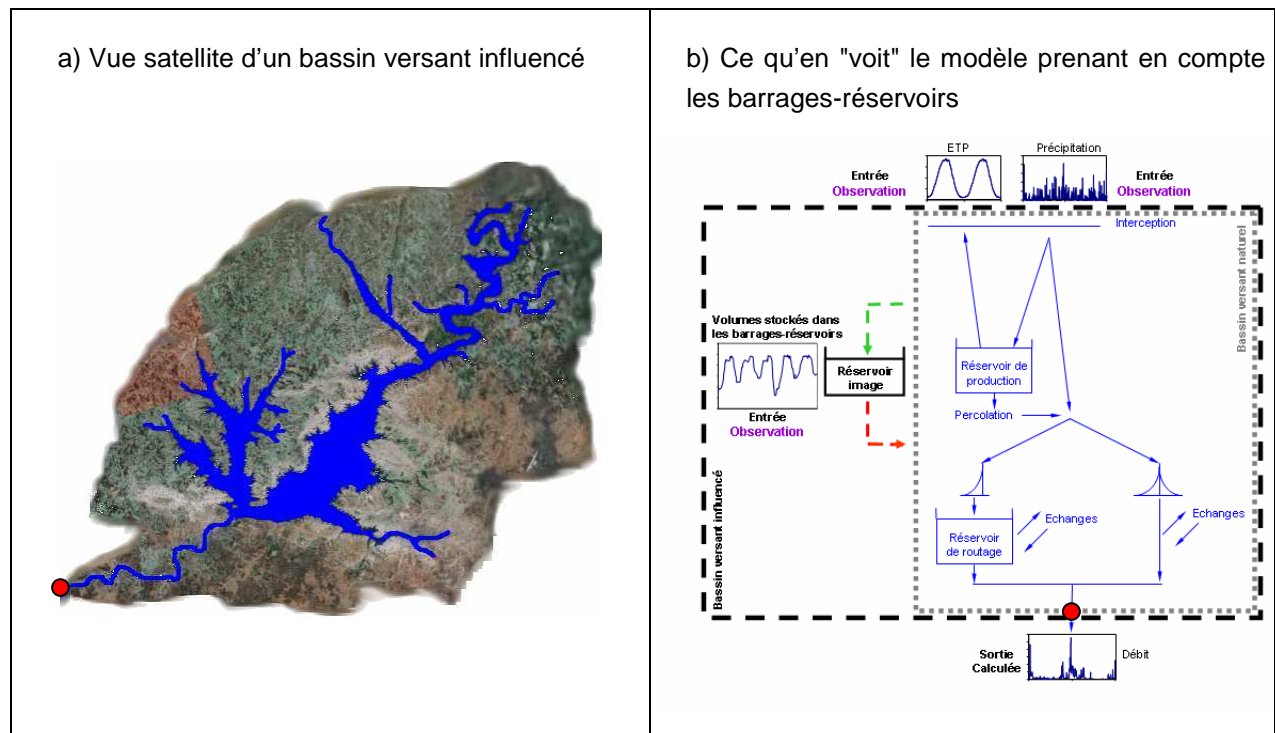 a) Vue satellite d'un bassin versant influencé
b) Ce qu'en "voit" le modèle prenant en compte
les barrages-réservoirs
ETP
Précipitation
Entrée
Observation
Entrée
Observation
Interception
Bassin versant naturel
Volumes stockés dans
les barrages-réservoirs
Réservoir
image
Entrée
Observation
Réservoir de
production
Percolation
Echanges
Echanges
Réservoir
de routage
Bassin versant influencé
Sortie
Calculée
Débit